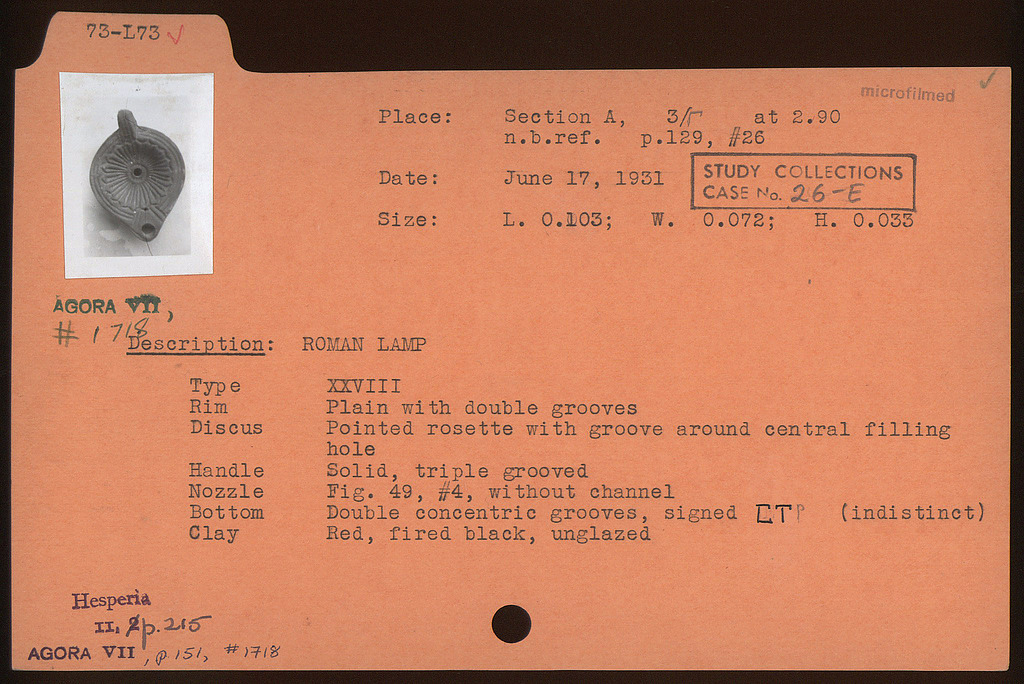 73-L73 ✓
microfilmed ✓
Place: Section A, 3/Γ at 2.90
n.b.ref. p.129, #26
Date: June 17, 1931
STUDY COLLECTIONS
CASE No. 26-E
Size: L. 0.103; W. 0.072; H. 0.033
AGORA VII,
# 1718
Description: ROMAN LAMP
Type XXVIII
Rim Plain with double grooves
Discus Pointed rosette with groove around central filling
hole
Handle Solid, triple grooved
Nozzle Fig. 49, #4, without channel
Bottom Double concentric grooves, signed (indistinct)
Clay Red, fired black, unglazed
Hesperia
II, p. 215
AGORA VII, p. 151, #1718